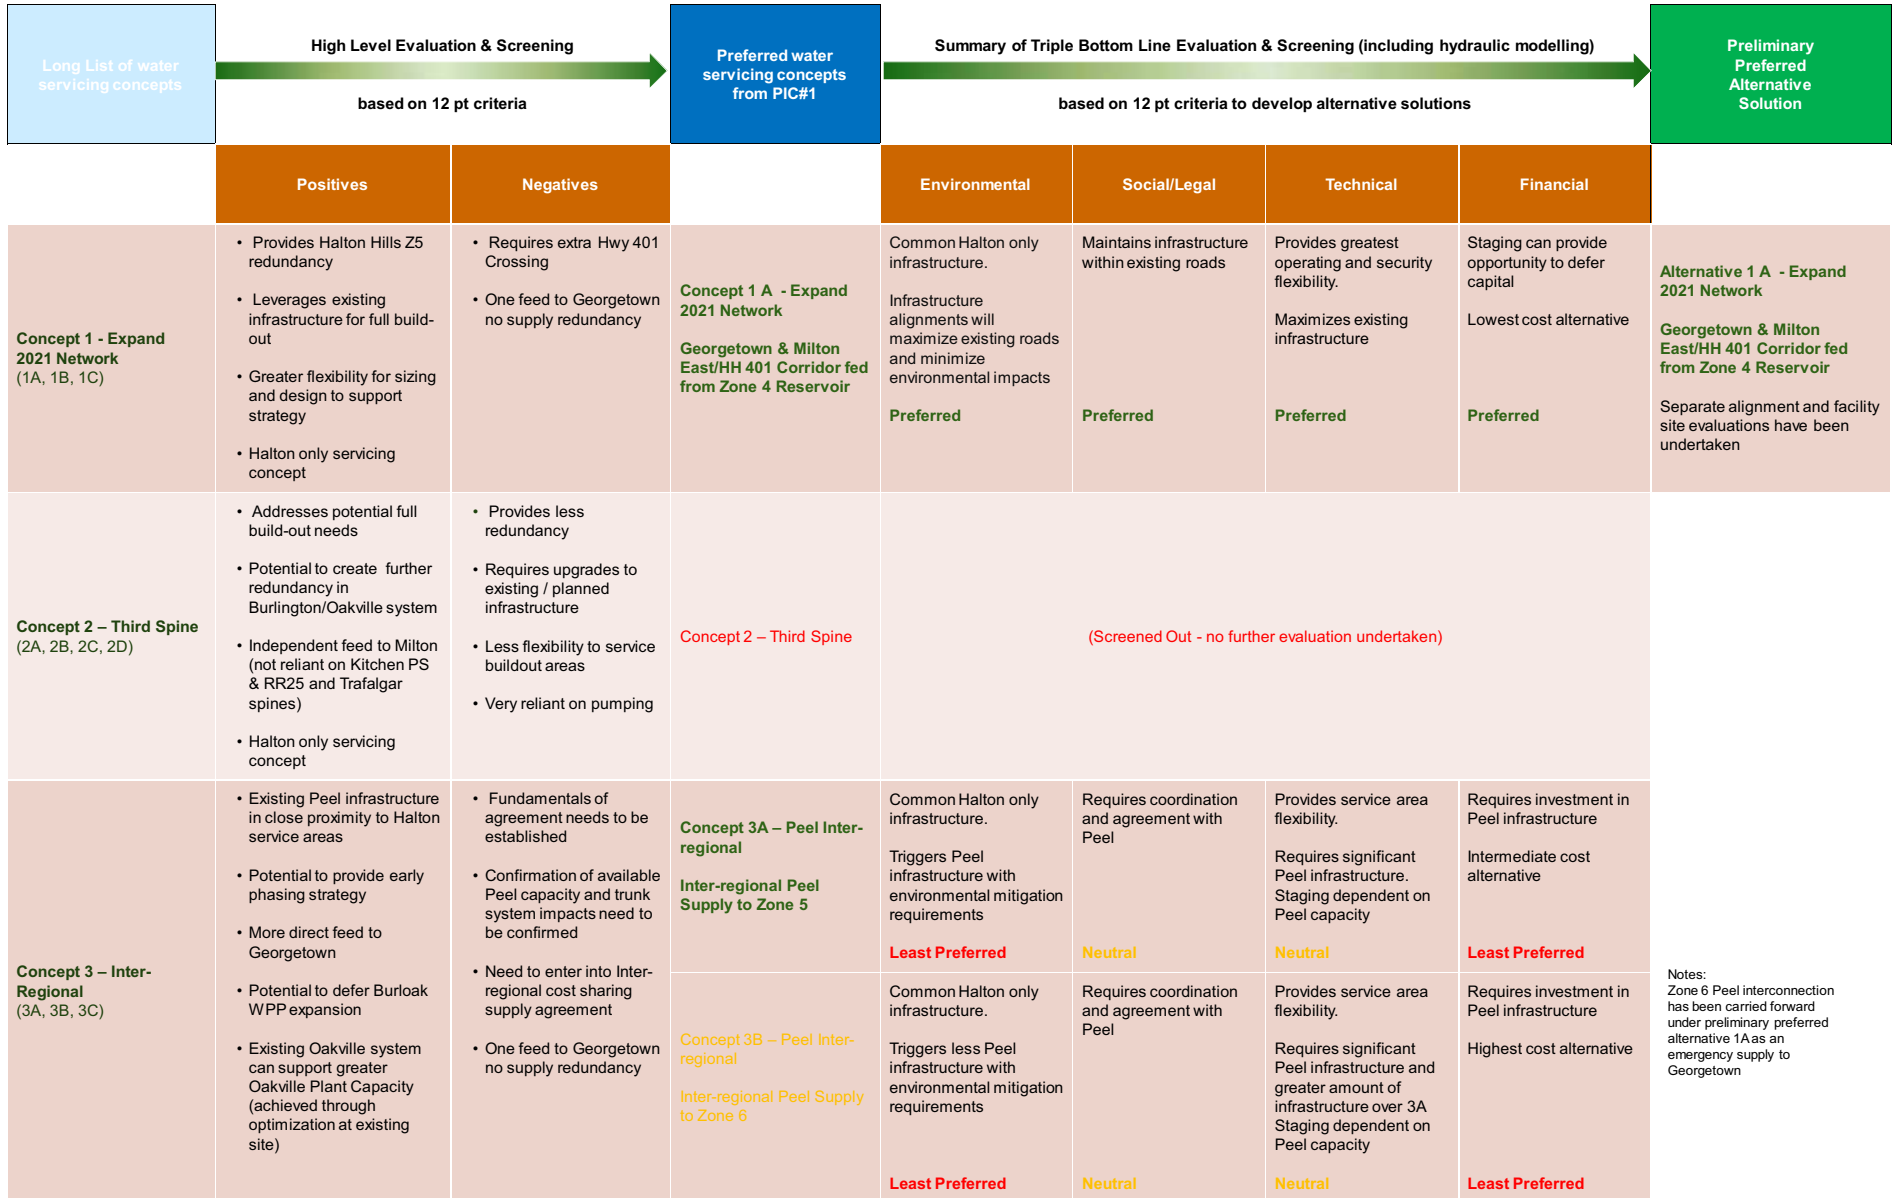 Long List of water
servicing concepts
High Level Evaluation & Screening
based on 12 pt criteria
Preferred water
servicing concepts
from PIC#1
Summary of Triple Bottom Line Evaluation & Screening (including hydraulic modelling)
based on 12 pt criteria to develop alternative solutions
Preliminary
Preferred
Alternative
Solution
Positives
Negatives
Environmental
Social/Legal
Technical
Financial
Concept 1 - Expand
2021 Network
(1A, 1B, 1C)
• Provides Halton Hills Z5
redundancy
• Leverages existing
infrastructure for full build-
out
• Greater flexibility for sizing
and design to support
strategy
• Halton only servicing
concept
• Requires extra Hwy 401
Crossing
• One feed to Georgetown
no supply redundancy
Concept 1 A - Expand
2021 Network
Georgetown & Milton
East/HH 401 Corridor fed
from Zone 4 Reservoir
Common Halton only
infrastructure.
Infrastructure
alignments will
maximize existing roads
and minimize
environmental impacts
Preferred
Maintains infrastructure
within existing roads
Preferred
Provides greatest
operating and security
flexibility.
Maximizes existing
infrastructure
Preferred
Staging can provide
opportunity to defer
capital
Lowest cost alternative
Preferred
Alternative 1 A - Expand
2021 Network
Georgetown & Milton
East/HH 401 Corridor fed
from Zone 4 Reservoir
Separate alignment and facility
site evaluations have been
undertaken
Concept 2 – Third Spine
(2A, 2B, 2C, 2D)
• Addresses potential full
build-out needs
• Potential to create further
redundancy in
Burlington/Oakville system
• Independent feed to Milton
(not reliant on Kitchen PS
& RR25 and Trafalgar
spines)
• Halton only servicing
concept
• Provides less
redundancy
• Requires upgrades to
existing / planned
infrastructure
• Less flexibility to service
buildout areas
• Very reliant on pumping
Concept 2 – Third Spine
(Screened Out - no further evaluation undertaken)
Concept 3 – Inter-
Regional
(3A, 3B, 3C)
• Existing Peel infrastructure
in close proximity to Halton
service areas
• Potential to provide early
phasing strategy
• More direct feed to
Georgetown
• Potential to defer Burloak
WPP expansion
• Existing Oakville system
can support greater
Oakville Plant Capacity
(achieved through
optimization at existing
site)
• Fundamentals of
agreement needs to be
established
• Confirmation of available
Peel capacity and trunk
system impacts need to
be confirmed
• Need to enter into Inter-
regional cost sharing
supply agreement
• One feed to Georgetown
no supply redundancy
Concept 3A – Peel Inter-
regional
Inter-regional Peel
Supply to Zone 5
Common Halton only
infrastructure.
Triggers Peel
infrastructure with
environmental mitigation
requirements
Least Preferred
Requires coordination
and agreement with
Peel
Neutral
Provides service area
flexibility.
Requires significant
Peel infrastructure.
Staging dependent on
Peel capacity
Neutral
Requires investment in
Peel infrastructure
Intermediate cost
alternative
Least Preferred
Concept 3B – Peel Inter-
regional
Inter-regional Peel Supply
to Zone 6
Common Halton only
infrastructure.
Triggers less Peel
infrastructure with
environmental mitigation
requirements
Least Preferred
Requires coordination
and agreement with
Peel
Neutral
Provides service area
flexibility.
Requires significant
Peel infrastructure and
greater amount of
infrastructure over 3A
Staging dependent on
Peel capacity
Neutral
Requires investment in
Peel infrastructure
Highest cost alternative
Least Preferred
Notes:
Zone 6 Peel interconnection
has been carried forward
under preliminary preferred
alternative 1A as an
emergency supply to
Georgetown